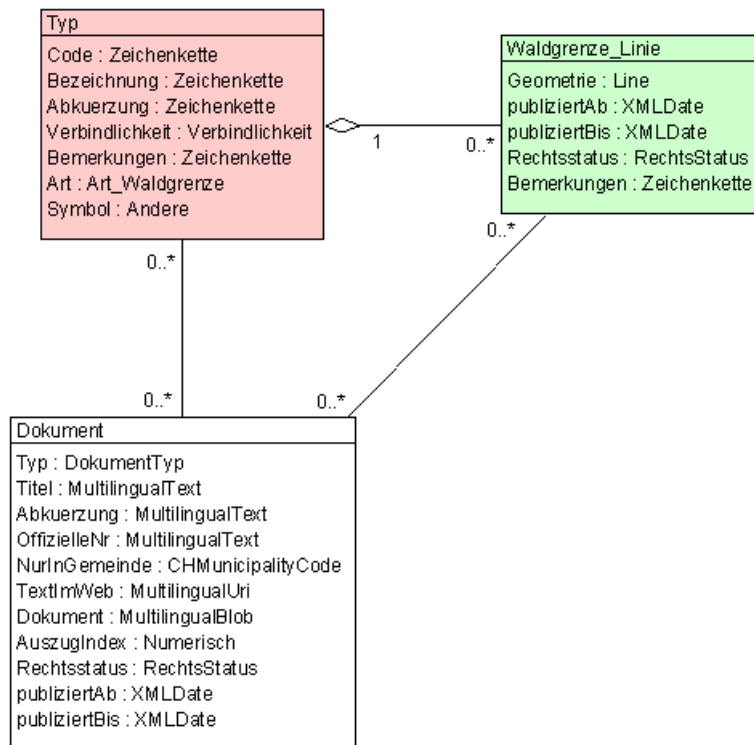 Typ
Code : Zeichenkette
Bezeichnung : Zeichenkette
Abkuerzung : Zeichenkette
Verbindlichkeit : Verbindlichkeit
Bemerkungen : Zeichenkette
Art : Art_Waldgrenze
Symbol : Andere
Waldgrenze_Linie
Geometrie : Line
publiziertAb : XMLDate
publiziertBis : XMLDate
Rechtsstatus : RechtsStatus
Bemerkungen : Zeichenkette
1
0..*
0..*
0..*
0..*
0..*
Dokument
Typ : DokumentTyp
Titel : MultilingualText
Abkuerzung : MultilingualText
OffizielleNr : MultilingualText
NurInGemeinde : CHMunicipalityCode
TextImWeb : MultilingualUri
Dokument : MultilingualBlob
AuszugIndex : Numerisch
Rechtsstatus : RechtsStatus
publiziertAb : XMLDate
publiziertBis : XMLDate